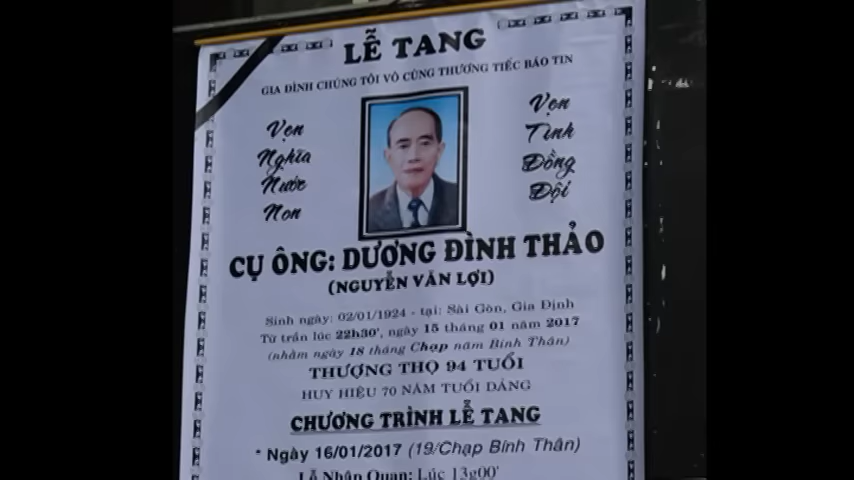 LỄ TANG
GIA ĐÌNH CHÚNG TÔI VÔ CÙNG THƯƠNG TIẾC BÁO TIN
Vẹn
Nghĩa
Nước
Non
Vẹn
Tình
Đồng
Đội
CỤ ÔNG: DƯƠNG ĐÌNH THẢO
(NGUYỄN VĂN LỢI)
Sinh ngày: 02/01/1924 - tại: Sài Gòn, Gia Định
Từ trần lúc 22h30', ngày 15 tháng 01 năm 2017
(nhằm ngày 18 tháng Chạp năm Bính Thân)
THƯỢNG THỌ 94 TUỔI
HUY HIỆU 70 NĂM TUỔI ĐẢNG
CHƯƠNG TRÌNH LỄ TANG
* Ngày 16/01/2017 (19/Chạp Bính Thân)
Lễ Nhập Quan: Lúc 13g00'